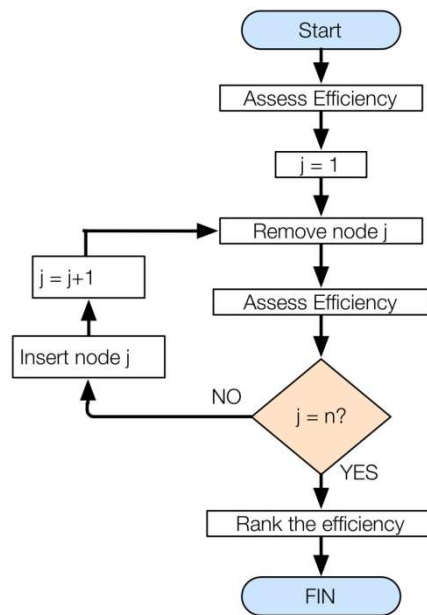 Start
Assess Efficiency
j = 1
Remove node j
j = j+1
Assess Efficiency
Insert node j
NO
j = n?
YES
Rank the efficiency
FIN